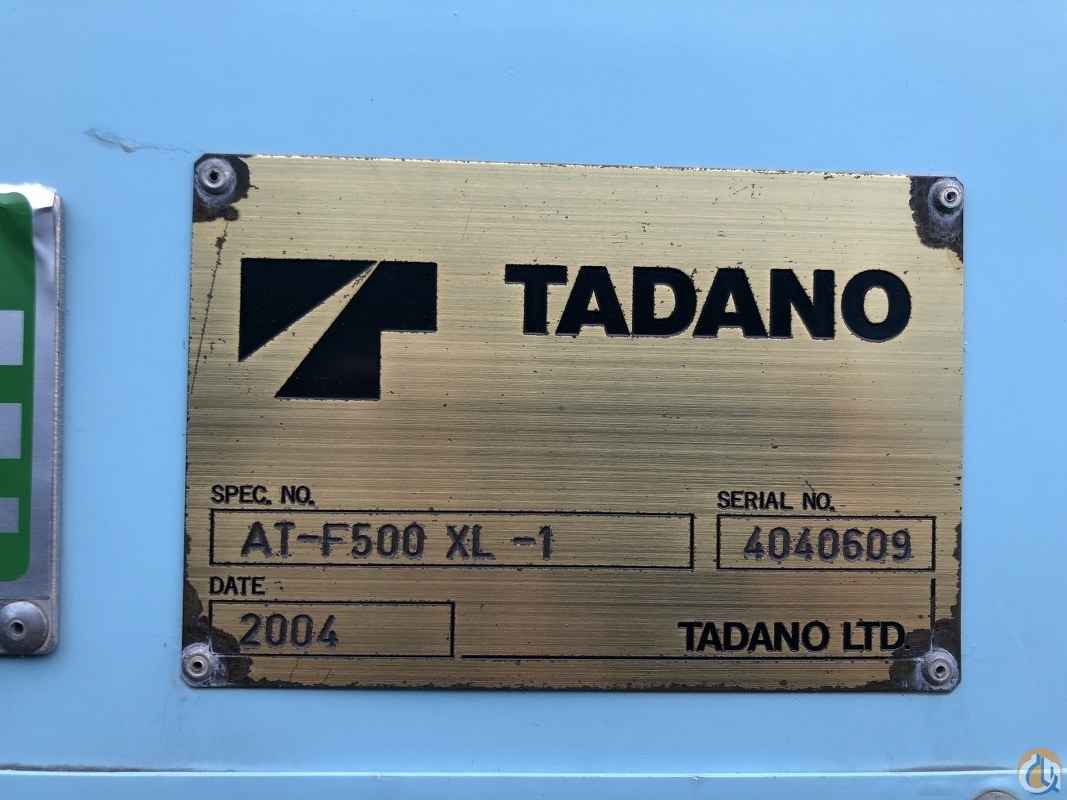 TADANO
SPEC. NO.
AT-F500 XL -1
SERIAL NO.
4040609
DATE
2004
TADANO LTD.